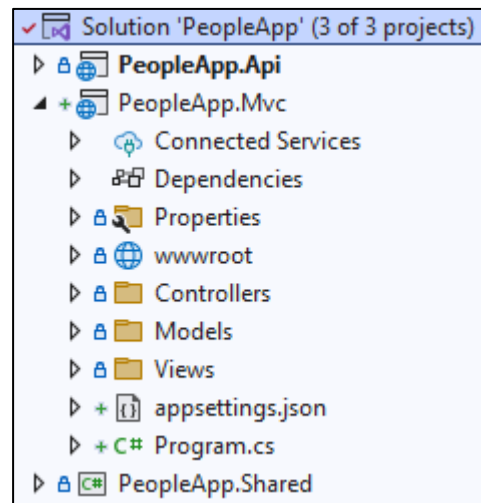 Solution 'PeopleApp' (3 of 3 projects)
PeopleApp.Api
PeopleApp.Mvc
Connected Services
Dependencies
Properties
wwwroot
Controllers
Models
Views
{} appsettings.json
C# Program.cs
C# PeopleApp.Shared